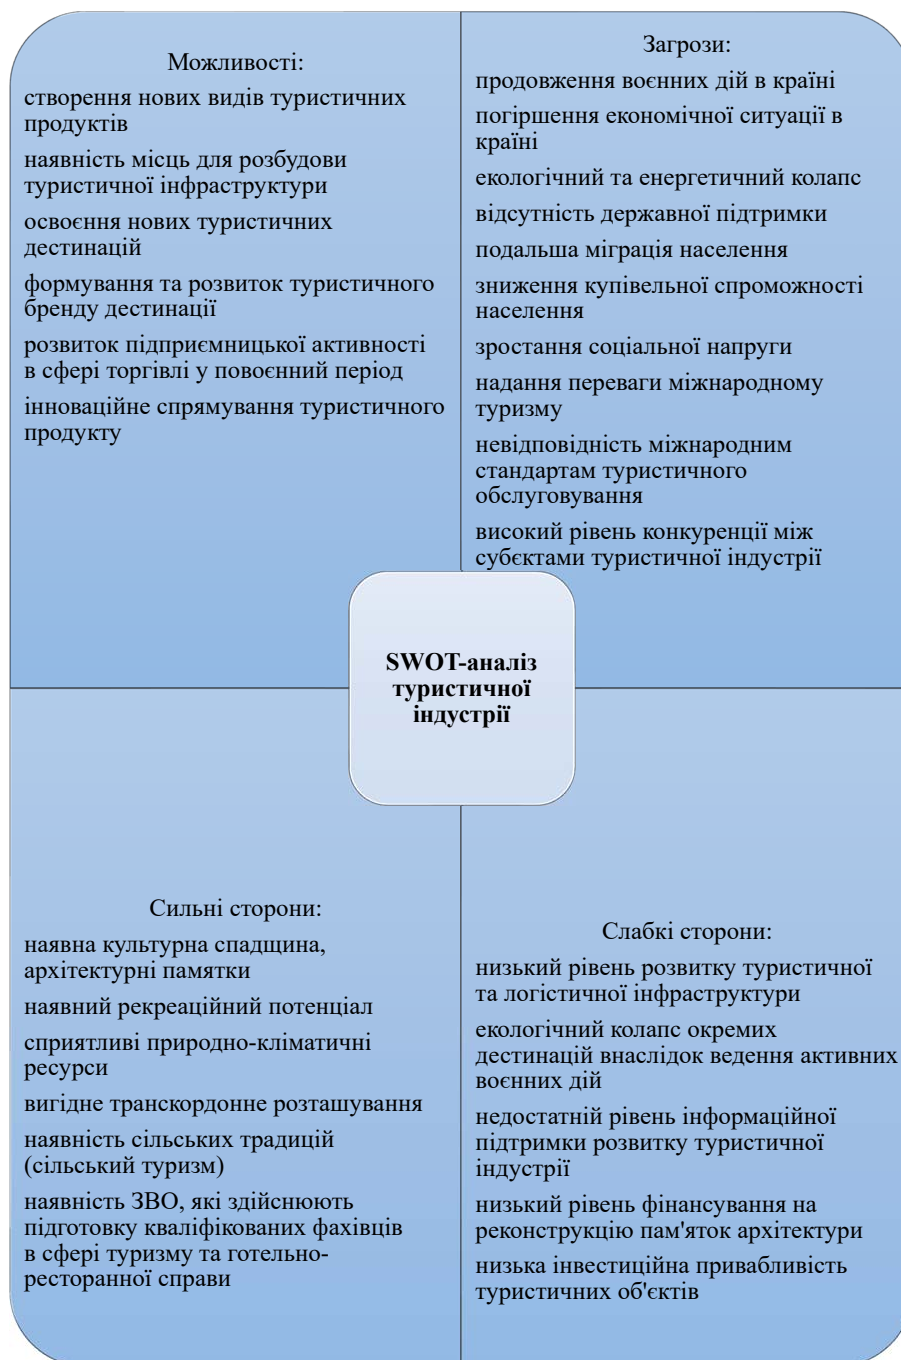 Можливості:
створення нових видів туристичних
продуктів
наявність місць для розбудови
туристичної інфраструктури
освоєння нових туристичних
дестинацій
формування та розвиток туристичного
бренду дестинації
розвиток підприємницької активності
в сфері торгівлі у повоєнний період
інноваційне спрямування туристичного
продукту
Загрози:
продовження воєнних дій в країні
погіршення економічної ситуації в
країні
екологічний та енергетичний колапс
відсутність державної підтримки
подальша міграція населення
зниження купівельної спроможності
населення
зростання соціальної напруги
надання переваги міжнародному
туризму
невідповідність міжнародним
стандартам туристичного
обслуговування
високий рівень конкуренції між
субєктами туристичної індустрії
SWOT-аналіз
туристичної
індустрії
Сильні сторони:
наявна культурна спадщина,
архітектурні памятки
наявний рекреаційний потенціал
сприятливі природно-кліматичні
ресурси
вигідне транскордонне розташування
наявність сільських традицій
(сільський туризм)
наявність ЗВО, які здійснюють
підготовку кваліфікованих фахівців
в сфері туризму та готельно-
ресторанної справи
Слабкі сторони:
низький рівень розвитку туристичної
та логістичної інфраструктури
екологічний колапс окремих
дестинацій внаслідок ведення активних
воєнних дій
недостатній рівень інформаційної
підтримки розвитку туристичної
індустрії
низький рівень фінансування на
реконструкцію пам'яток архітектури
низька інвестиційна привабливість
туристичних об'єктів